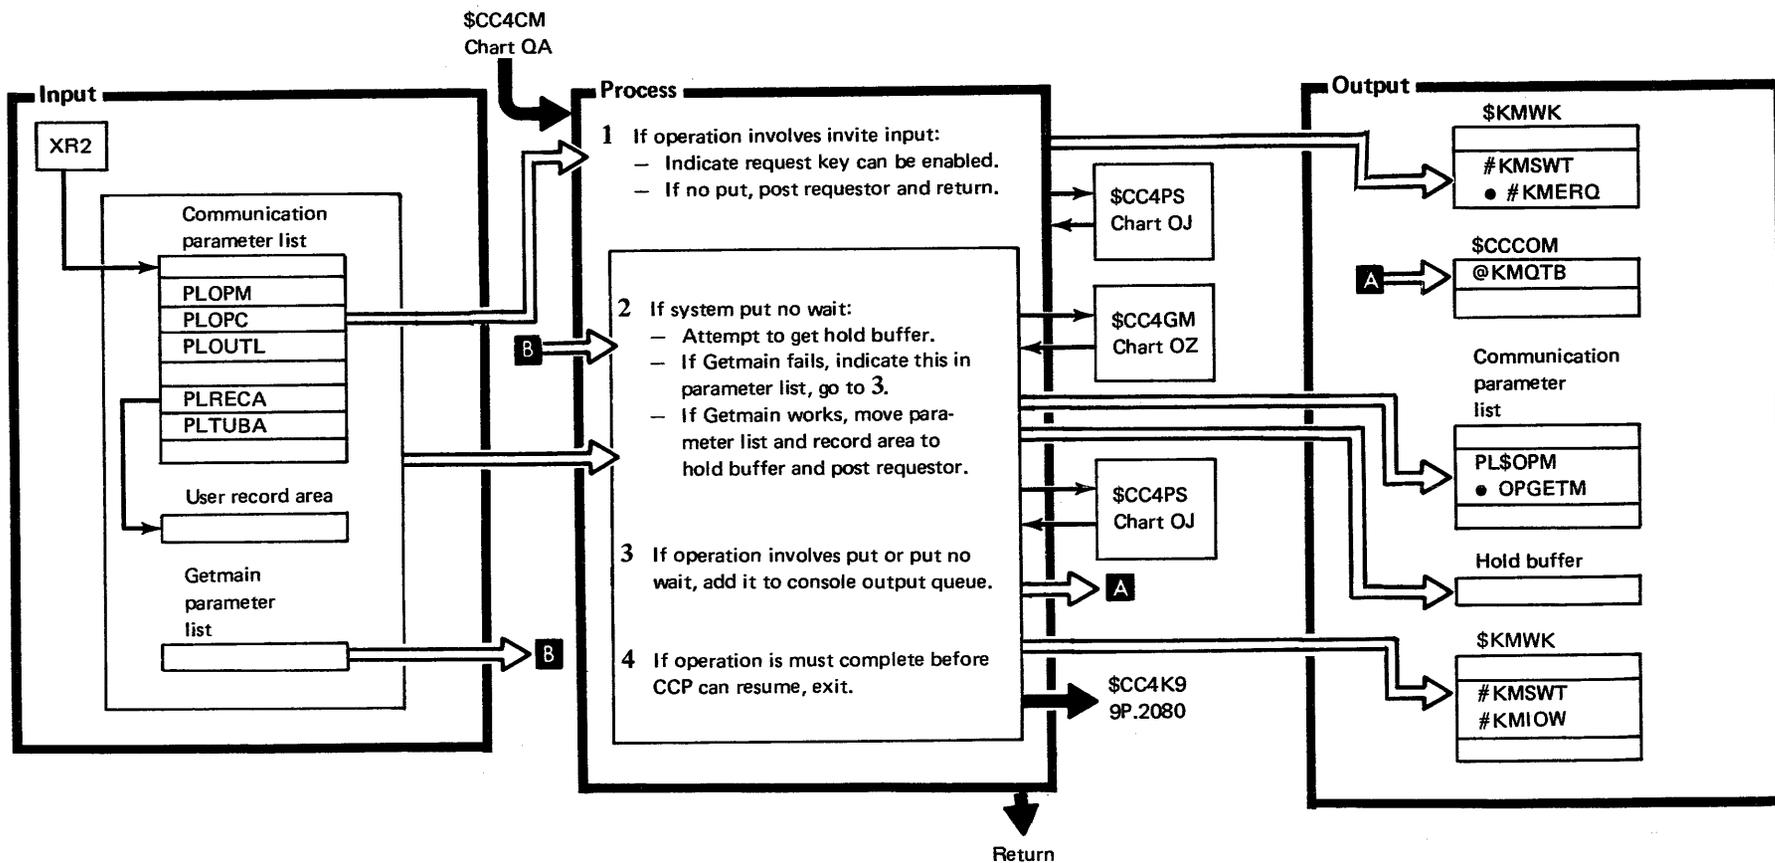 $CC4CM
Chart QA
Input
XR2
Communication
parameter list
PLOPM
PLOPC
PLOUTL
PLRECA
PLTUBA
User record area
Getmain
parameter
list
B
Process
1 If operation involves invite input:
— Indicate request key can be enabled.
— If no put, post requestor and return.
B
2 If system put no wait:
— Attempt to get hold buffer.
— If Getmain fails, indicate this in
parameter list, go to 3.
— If Getmain works, move para-
meter list and record area to
hold buffer and post requestor.
3 If operation involves put or put no
wait, add it to console output queue.
4 If operation is must complete before
CCP can resume, exit.
$CC4PS
Chart OJ
$CC4GM
Chart OZ
$CC4PS
Chart OJ
A
$CC4K9
9P.2080
Return
Output
$KMWK
#KMSWT
● #KMERQ
$CCCOM
A
@KMQTB
Communication
parameter
list
PL$OPM
● OPGETM
Hold buffer
$KMWK
#KMSWT
#KMIOW